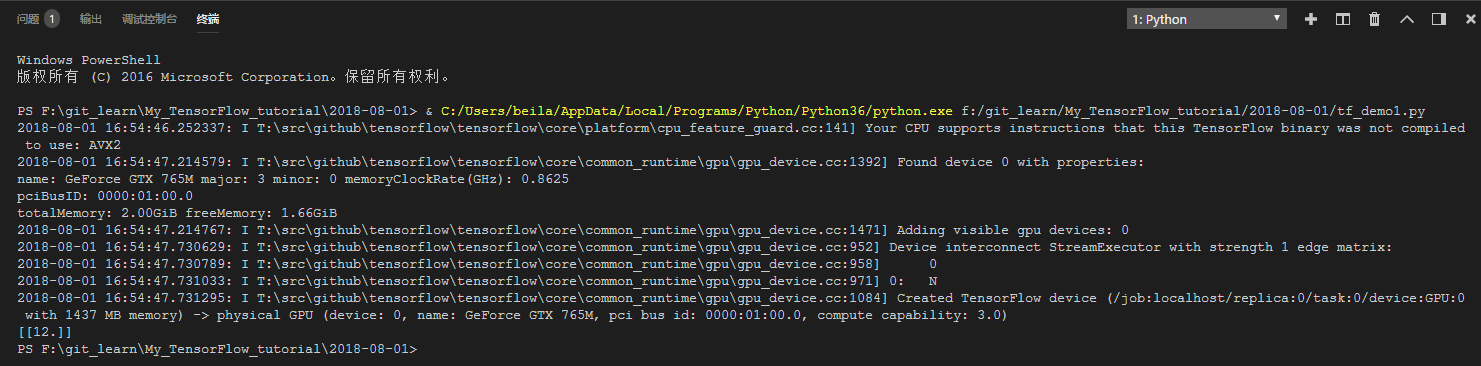 问题 1 输出 调试控制台 终端 1: Python
Windows PowerShell
版权所有 (C) 2016 Microsoft Corporation。保留所有权利。
PS F:\git_learn\My_TensorFlow_tutorial\2018-08-01> & C:/Users/beila/AppData/Local/Programs/Python/Python36/python.exe f:/git_learn/My_TensorFlow_tutorial/2018-08-01/tf_demo1.py
2018-08-01 16:54:46.252337: I T:\src\github\tensorflow\tensorflow\core\platform\cpu_feature_guard.cc:141] Your CPU supports instructions that this TensorFlow binary was not compiled
to use: AVX2
2018-08-01 16:54:47.214579: I T:\src\github\tensorflow\tensorflow\core\common_runtime\gpu\gpu_device.cc:1392] Found device 0 with properties:
name: GeForce GTX 765M major: 3 minor: 0 memoryClockRate(GHz): 0.8625
pciBusID: 0000:01:00.0
totalMemory: 2.00GiB freeMemory: 1.66GiB
2018-08-01 16:54:47.214767: I T:\src\github\tensorflow\tensorflow\core\common_runtime\gpu\gpu_device.cc:1471] Adding visible gpu devices: 0
2018-08-01 16:54:47.730629: I T:\src\github\tensorflow\tensorflow\core\common_runtime\gpu\gpu_device.cc:952] Device interconnect StreamExecutor with strength 1 edge matrix:
2018-08-01 16:54:47.730789: I T:\src\github\tensorflow\tensorflow\core\common_runtime\gpu\gpu_device.cc:958]      0
2018-08-01 16:54:47.731033: I T:\src\github\tensorflow\tensorflow\core\common_runtime\gpu\gpu_device.cc:971] 0:   N
2018-08-01 16:54:47.731295: I T:\src\github\tensorflow\tensorflow\core\common_runtime\gpu\gpu_device.cc:1084] Created TensorFlow device (/job:localhost/replica:0/task:0/device:GPU:0
with 1437 MB memory) -> physical GPU (device: 0, name: GeForce GTX 765M, pci bus id: 0000:01:00.0, compute capability: 3.0)
[[12.]]
PS F:\git_learn\My_TensorFlow_tutorial\2018-08-01>